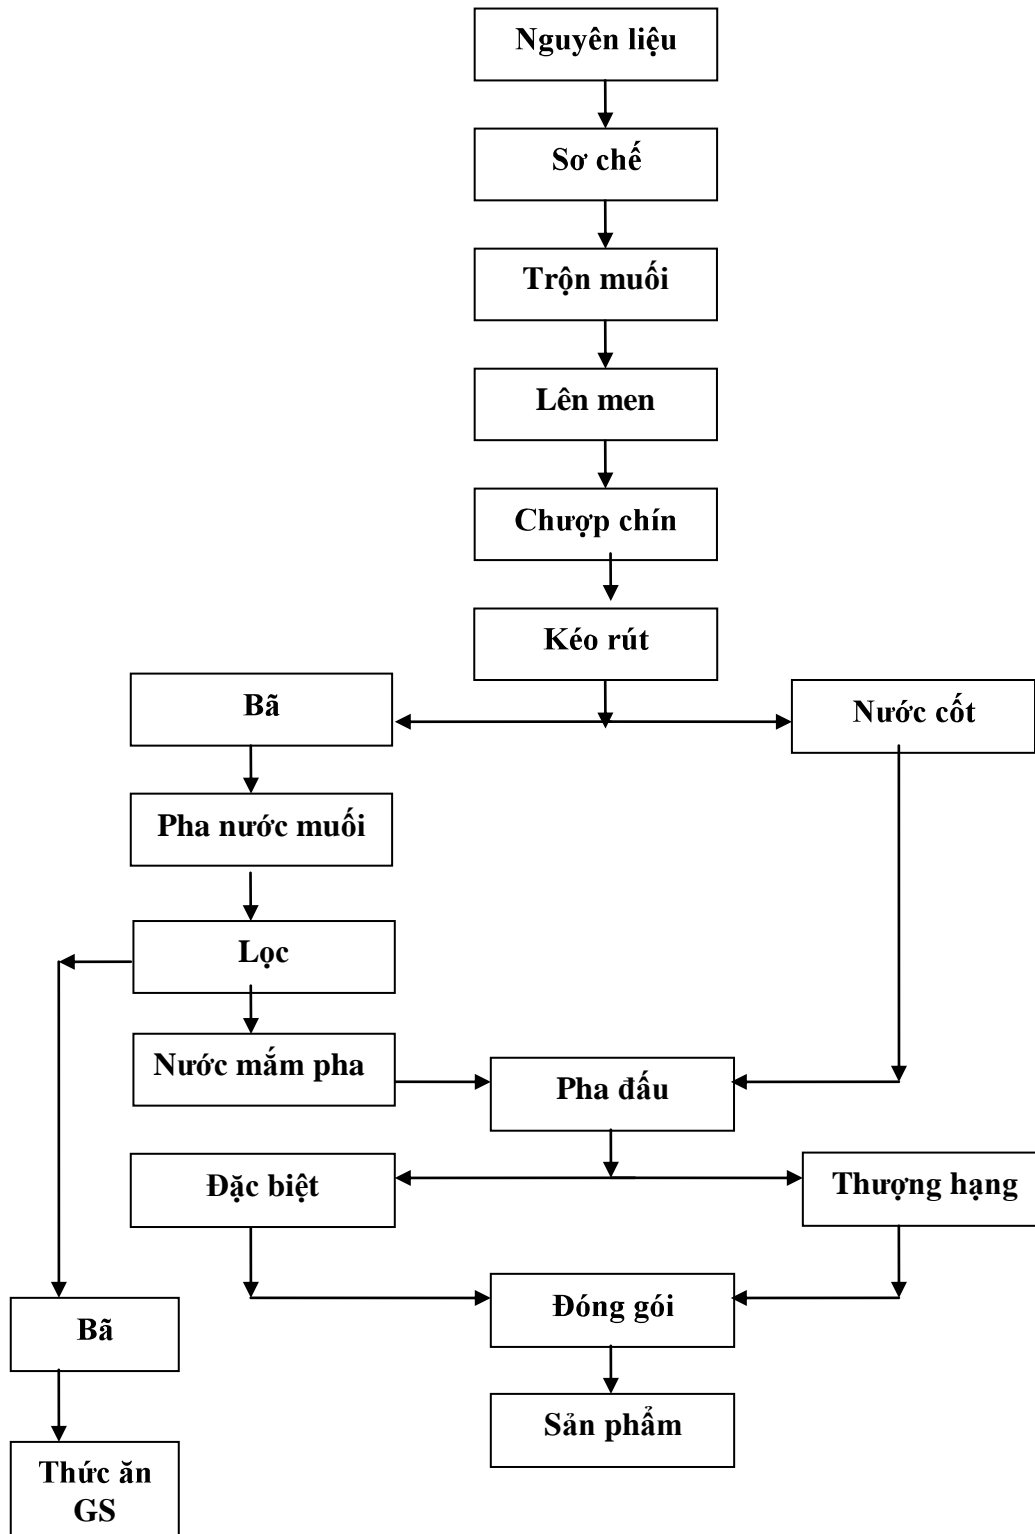 Nguyên liệu
Sơ chế
Trộn muối
Lên men
Chượp chín
Kéo rút
Bã
Nước cốt
Pha nước muối
Lọc
Nước mắm pha
Pha đấu
Đặc biệt
Thượng hạng
Đóng gói
Bã
Sản phẩm
Thức ăn
GS